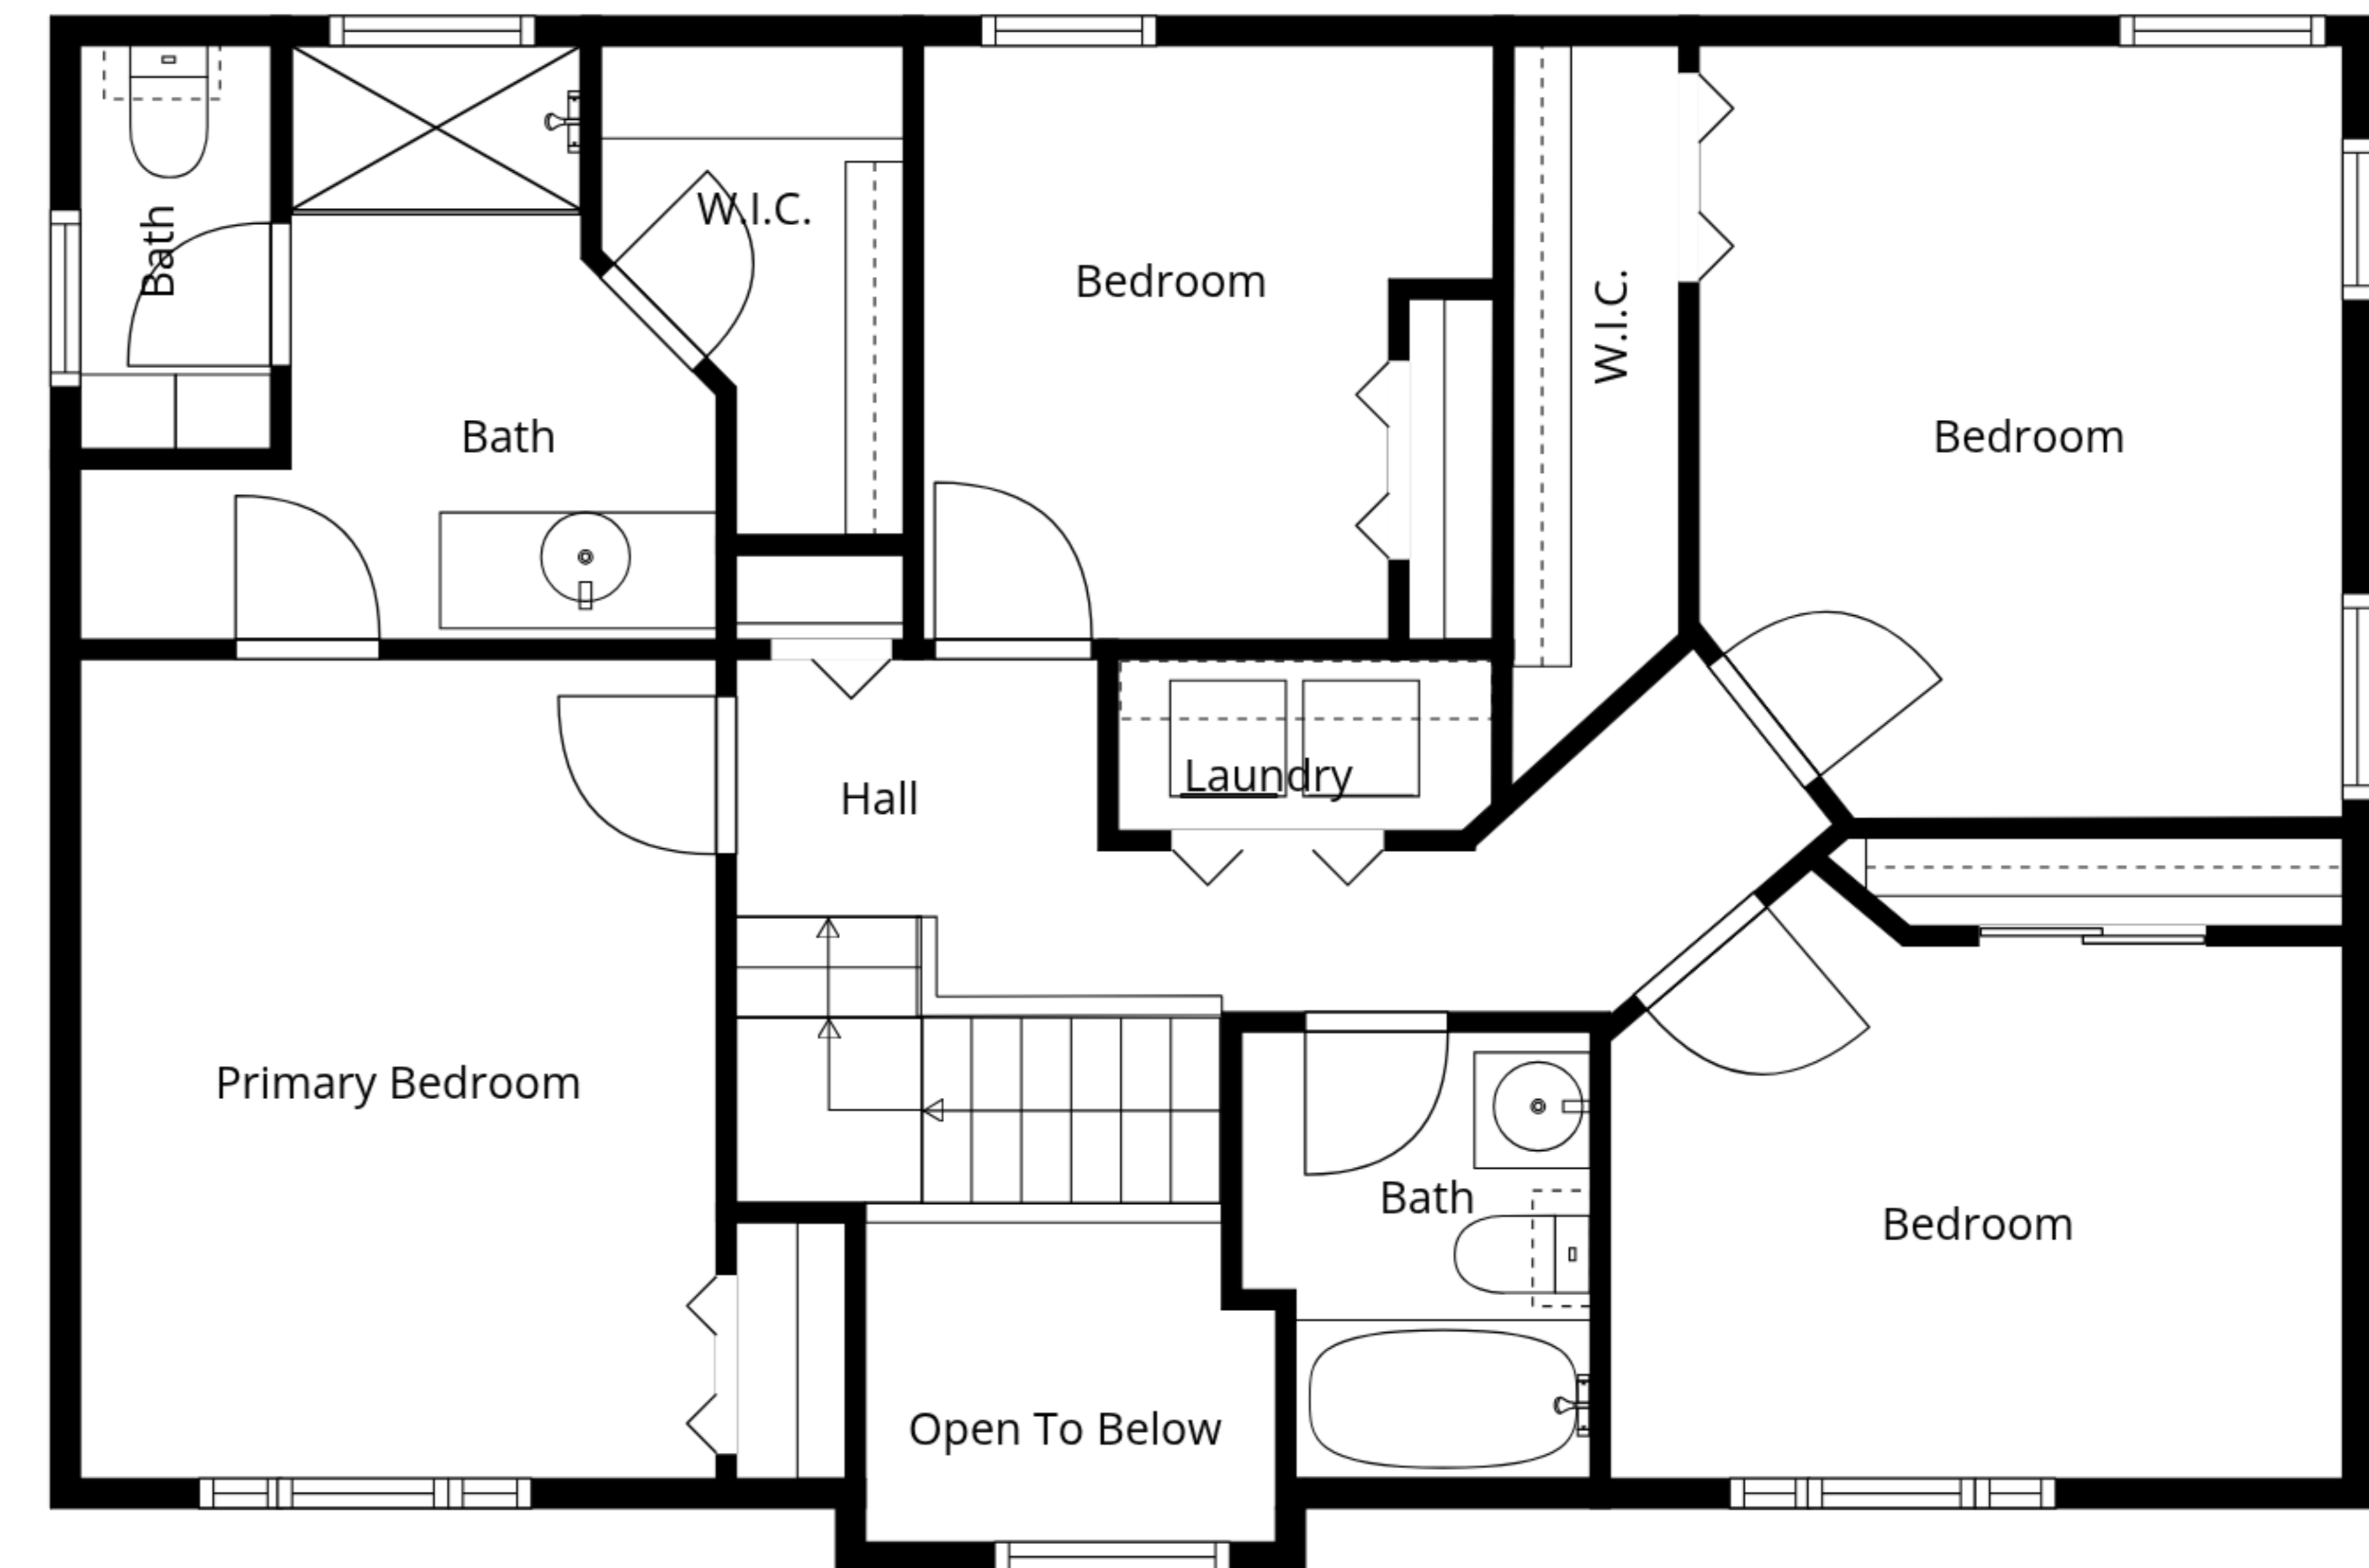 Bath
W.I.C.
Bedroom
W.I.C.
Bath
Bedroom
Hall
Laundry
Primary Bedroom
Bath
Bedroom
Open To Below